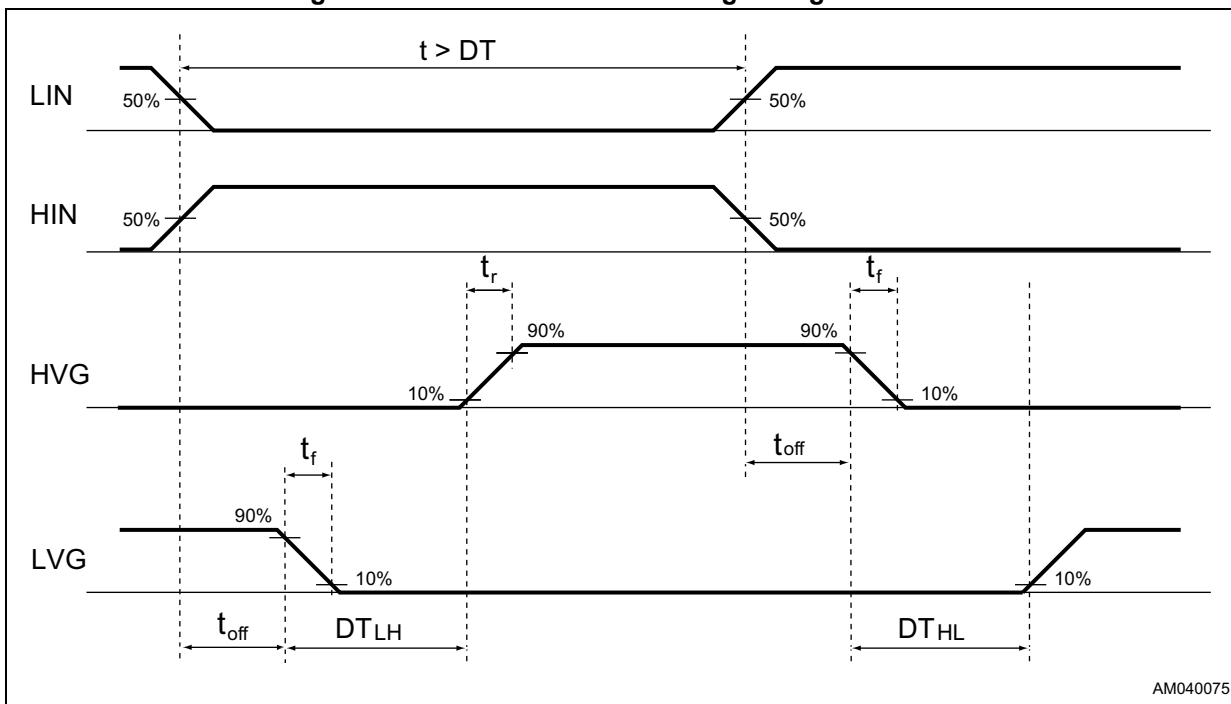 t > DT
LIN
50%
50%
HIN
50%
50%
tr
tf
90%
90%
HVG
10%
10%
tf
toff
90%
LVG
10%
10%
toff
DTLH
DTHL
AM040075